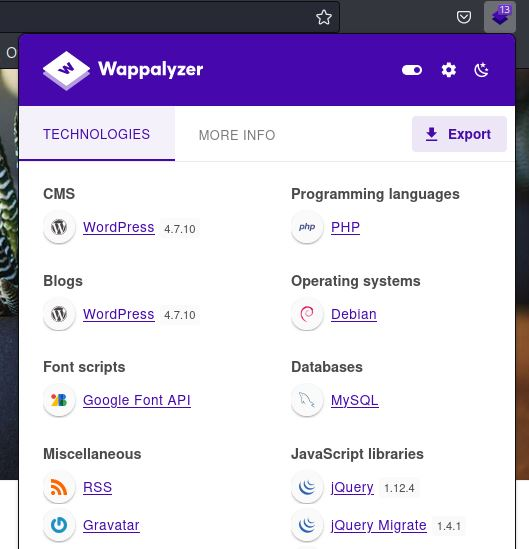 13
O
W Wappalyzer
TECHNOLOGIES
MORE INFO
Export
CMS
WordPress 4.7.10
Blogs
WordPress 4.7.10
Font scripts
Google Font API
Miscellaneous
RSS
Gravatar
Programming languages
php PHP
Operating systems
Debian
Databases
MySQL
JavaScript libraries
jQuery 1.12.4
jQuery Migrate 1.4.1